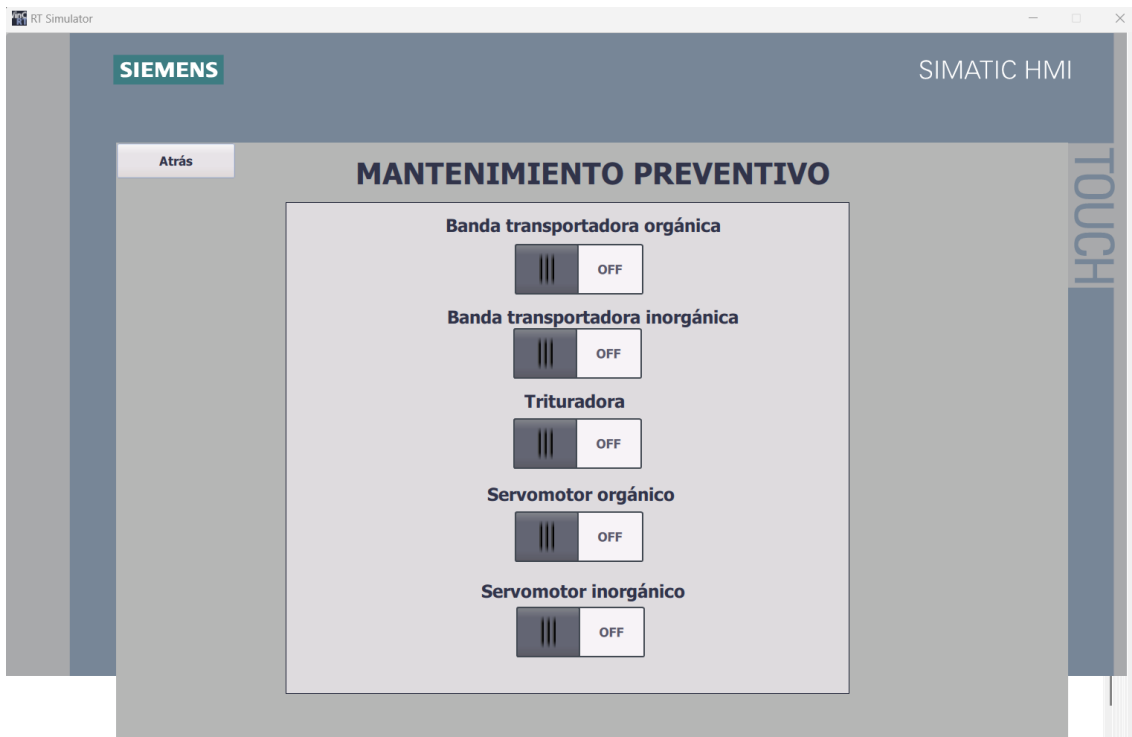 RT Simulator
SIEMENS
SIMATIC HMI
Atrás
MANTENIMIENTO PREVENTIVO
TOUCH
Banda transportadora orgánica
OFF
Banda transportadora inorgánica
OFF
Trituradora
OFF
Servomotor orgánico
OFF
Servomotor inorgánico
OFF